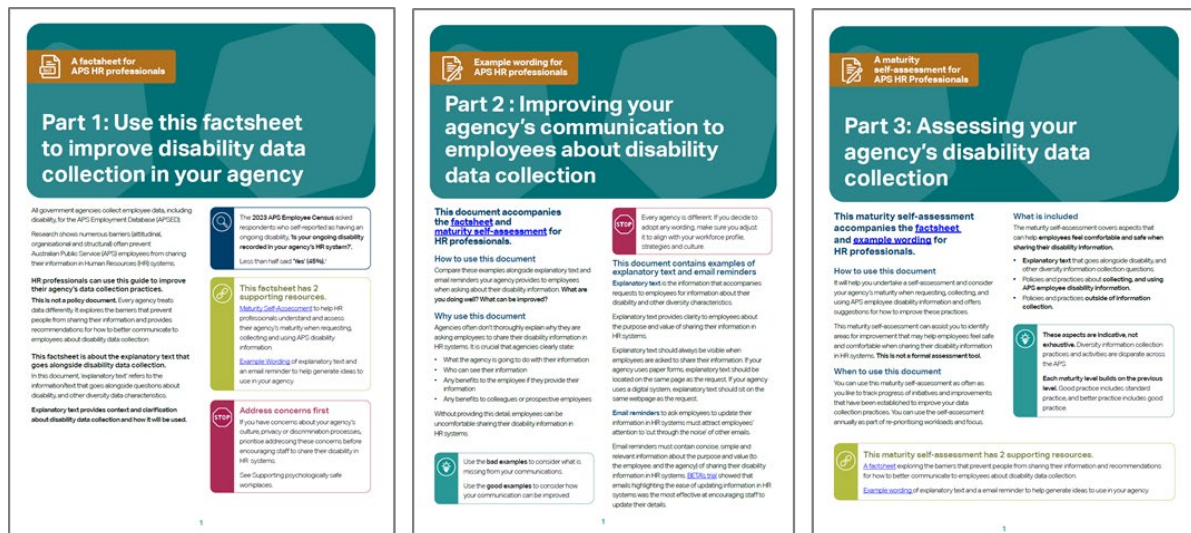 A factsheet for
APS HR professionals
Part 1: Use this factsheet
to improve disability data
collection in your agency
All government agencies collect employee data, including
disability, for the APS Employment Database (APSED).
Research shows numerous barriers (attitudinal,
organisational and structural) often prevent
Australian Public Service (APS) employees from sharing
their information in Human Resources (HR) systems.
HR professionals can use this guide to improve
their agency's data collection practices.
This is not a policy document. Every agency treats
data differently. It explores the barriers that prevent
people from sharing their information and provides
recommendations for how to better communicate to
employees about disability data collection.
This factsheet is about the explanatory text that
goes alongside disability data collection.
In this document, 'explanatory text' refers to the
information/text that goes alongside questions about
disability, and other diversity data characteristics.
Explanatory text provides context and clarification
about disability data collection and how it will be used.
The 2023 APS Employee Census asked
respondents who self-reported as having an
ongoing disability, 'Is your ongoing disability
recorded in your agency's HR system?'.
Less than half said 'Yes' (45%).'
This factsheet has 2
supporting resources.
Maturity Self-Assessment to help HR
professionals understand and assess
their agency's maturity when requesting,
collecting and using APS disability
information
Example Wording of explanatory text and
an email reminder to help generate ideas to
use in your agency
STOP
Address concerns first
If you have concerns about your agency's
culture, privacy or discrimination processes,
prioritise addressing these concerns before
encouraging staff to share their disability in
HR systems.
See Supporting psychologically safe
workplaces.
1
Example wording for
APS HR professionals
Part 2 : Improving your
agency's communication to
employees about disability
data collection
This document accompanies
the factsheet and
maturity self-assessment for
HR professionals.
How to use this document
Compare these examples alongside explanatory text and
email reminders your agency provides to employees
when asking about their disability information. What are
you doing well? What can be improved?
Why use this document
Agencies often don't thoroughly explain why they are
asking employees to share their disability information in
HR systems. It is crucial that agencies clearly state:
• What the agency is going to do with their information
• Who can see their information
• Any benefits to the employee if they provide their
information
• Any benefits to colleagues or prospective employees
Without providing this detail, employees can be
uncomfortable sharing their disability information in
HR systems.
Use the bad examples to consider what is
missing from your communications.
Use the good examples to consider how
your communication can be improved
STOP
Every agency is different. If you decide to
adopt any wording, make sure you adjust
it to align with your workforce profile,
strategies and culture.
This document contains examples of
explanatory text and email reminders
Explanatory text is the information that accompanies
requests to employees for information about their
disability and other diversity characteristics.
Explanatory text provides clarity to employees about
the purpose and value of sharing their information in
HR systems.
Explanatory text should always be visible when
employees are asked to share their information. If your
agency uses paper forms, explanatory text should be
located on the same page as the request. If your agency
uses a digital system, explanatory text should sit on the
same webpage as the request.
Email reminders to ask employees to update their
information in HR systems must attract employees'
attention to 'cut through the noise' of other emails.
Email reminders must contain concise, simple and
relevant information about the purpose and value (to
the employee and the agency) of sharing their disability
information in HR systems. BETA's trial showed that
emails highlighting the ease of updating information in HR
systems was the most effective at encouraging staff to
update their details.
1
A maturity
self-assessment for
APS HR Professionals
Part 3: Assessing your
agency's disability data
collection
This maturity self-assessment
accompanies the factsheet
and example wording for
HR professionals.
How to use this document
It will help you undertake a self-assessment and consider
your agency's maturity when requesting, collecting, and
using APS employee disability information and offers
suggestions for how to improve these practices.
This maturity self-assessment can assist you to identify
areas for improvement that may help employees feel safe
and comfortable when sharing their disability information
in HR systems. This is not a formal assessment tool.
When to use this document
You can use this maturity self-assessment as often as
you like to track progress of initiatives and improvements
that have been established to improve your data
collection practices. You can use the self-assessment
annually as part of re-prioritising workloads and focus.
What is included
The maturity self-assessment covers aspects that
can help employees feel comfortable and safe when
sharing their disability information.
• Explanatory text that goes alongside disability, and
other diversity information collection questions.
• Policies and practices about collecting, and using
APS employee disability information.
• Policies and practices outside of information
collection.
These aspects are indicative, not
exhaustive. Diversity information collection
practices and activities are disparate across
the APS.
Each maturity level builds on the previous
level. Good practice includes standard
practice, and better practice includes good
practice.
This maturity self-assessment has 2 supporting resources.
A factsheet exploring the barriers that prevent people from sharing their information and recommendations
for how to better communicate to employees about disability data collection.
Example wording of explanatory text and a email reminder to help generate ideas to use in your agency.
1